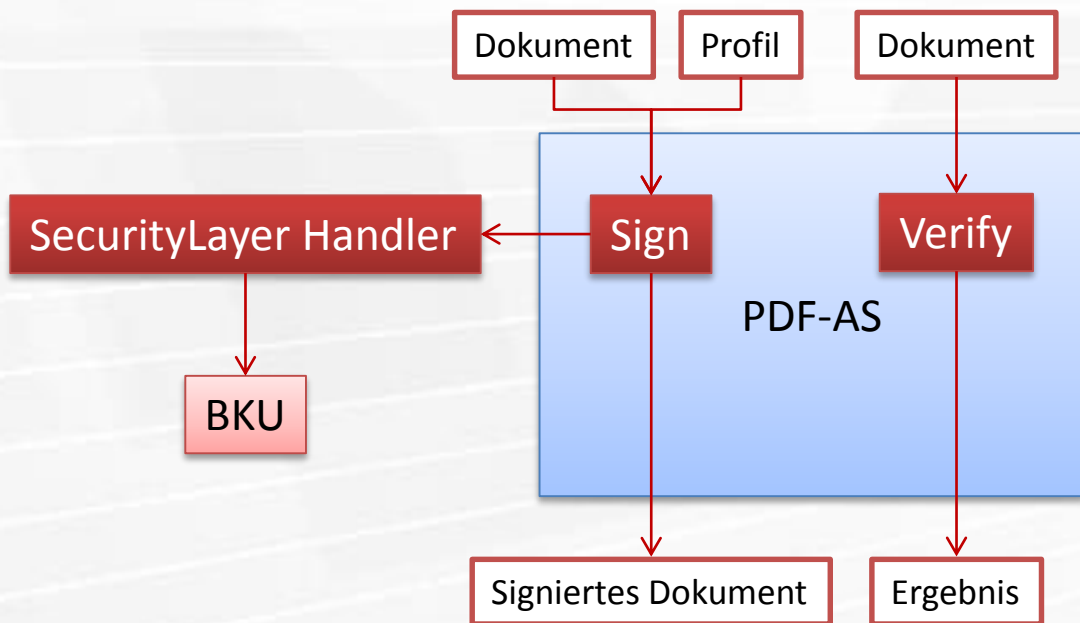 Dokument
Profil
Dokument
SecurityLayer Handler
Sign
Verify
PDF-AS
BKU
Signiertes Dokument
Ergebnis